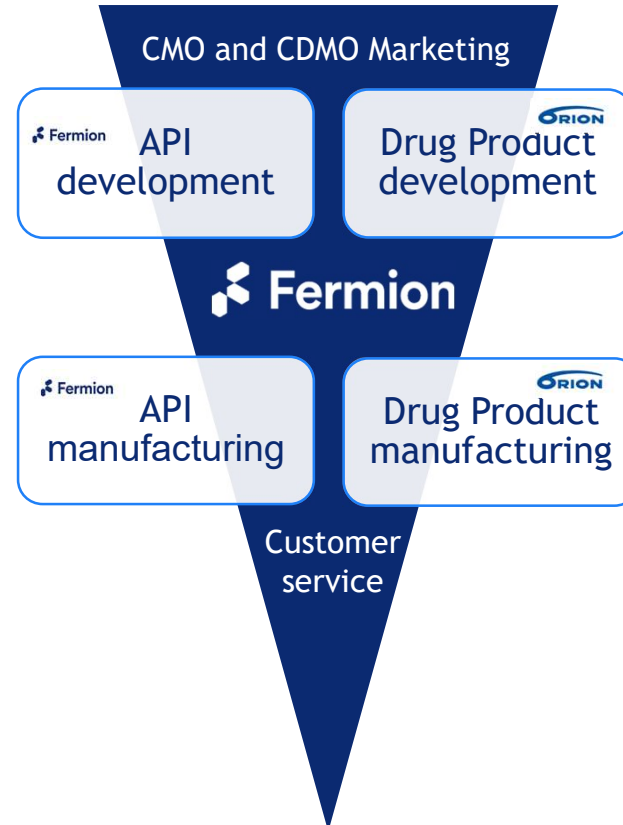 CMO and CDMO Marketing
Fermion
API
development
ORION
Drug Product
development
Fermion
Fermion
API
manufacturing
ORION
Drug Product
manufacturing
Customer
service